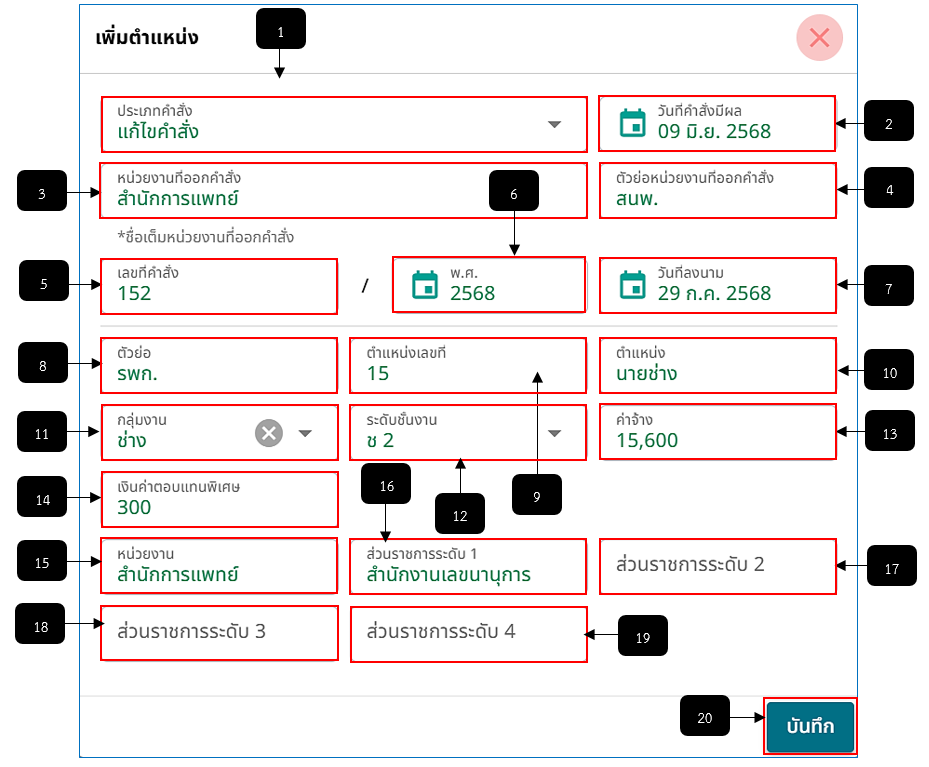 เพิ่มตำแหน่ง
1
ประเภทคำสั่ง
แก้ไขคำสั่ง
วันที่คำสั่งมีผล
09 มิ.ย. 2568
2
3
หน่วยงานที่ออกคำสั่ง
สำนักการแพทย์
6
ตัวย่อหน่วยงานที่ออกคำสั่ง
สนพ.
4
*ชื่อเต็มหน่วยงานที่ออกคำสั่ง
5
เลขที่คำสั่ง
152
/
พ.ศ.
2568
วันที่ลงนาม
29 ก.ค. 2568
7
8
ตัวย่อ
รพก.
ตำแหน่งเลขที่
15
ตำแหน่ง
นายช่าง
10
11
กลุ่มงาน
ช่าง
ระดับชั้นงาน
ช 2
ค่าจ้าง
15,600
13
14
เงินค่าตอบแทนพิเศษ
300
16
12
9
15
หน่วยงาน
สำนักการแพทย์
ส่วนราชการระดับ 1
สำนักงานเลขนานุการ
ส่วนราชการระดับ 2
17
18
ส่วนราชการระดับ 3
ส่วนราชการระดับ 4
19
20
บันทึก